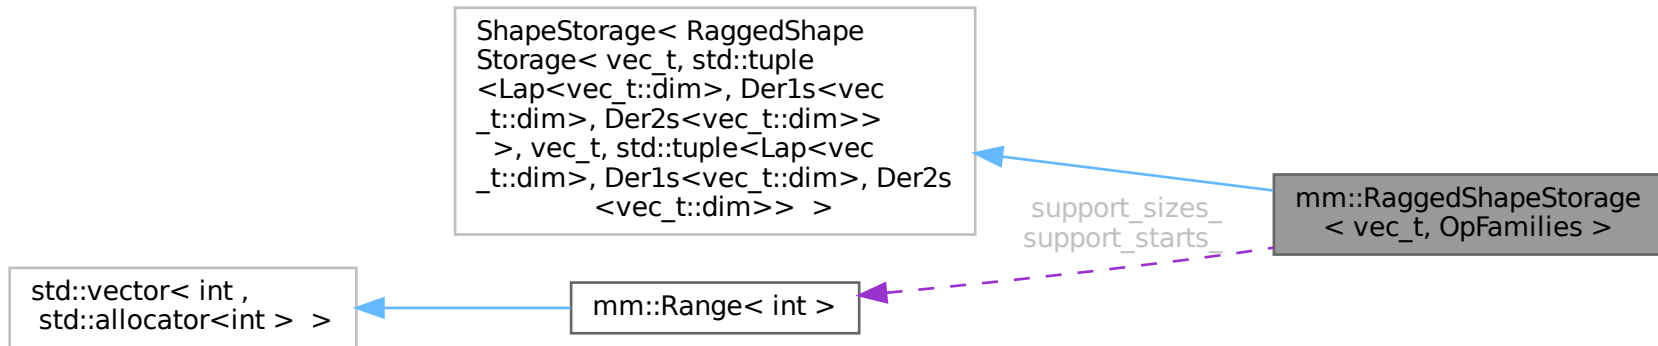 ShapeStorage< RaggedShape
Storage< vec_t, std::tuple
<Lap<vec_t::dim>, Der1s<vec
_t::dim>, Der2s<vec_t::dim>>
>, vec_t, std::tuple<Lap<vec
_t::dim>, Der1s<vec_t::dim>, Der2s
<vec_t::dim>> >
support_sizes_
support_starts_
mm::RaggedShapeStorage
< vec_t, OpFamilies >
std::vector< int ,
std::allocator<int > >
mm::Range< int >